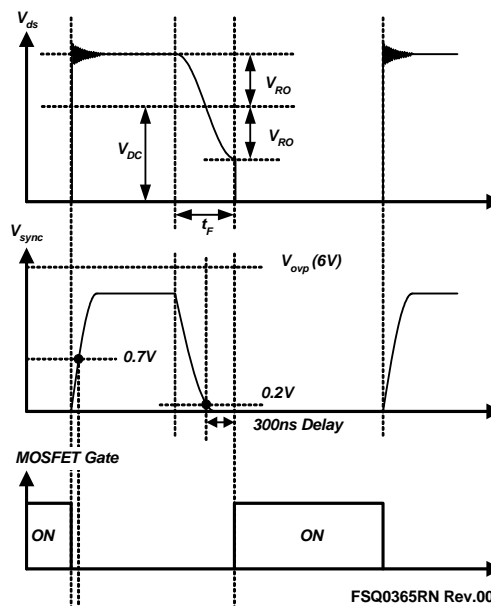 Vds
VRO
VRO
VDC
tF
Vsync
Vovp (6V)
0.7V
0.2V
300ns Delay
MOSFET Gate
ON
ON
FSQ0365RN Rev.00